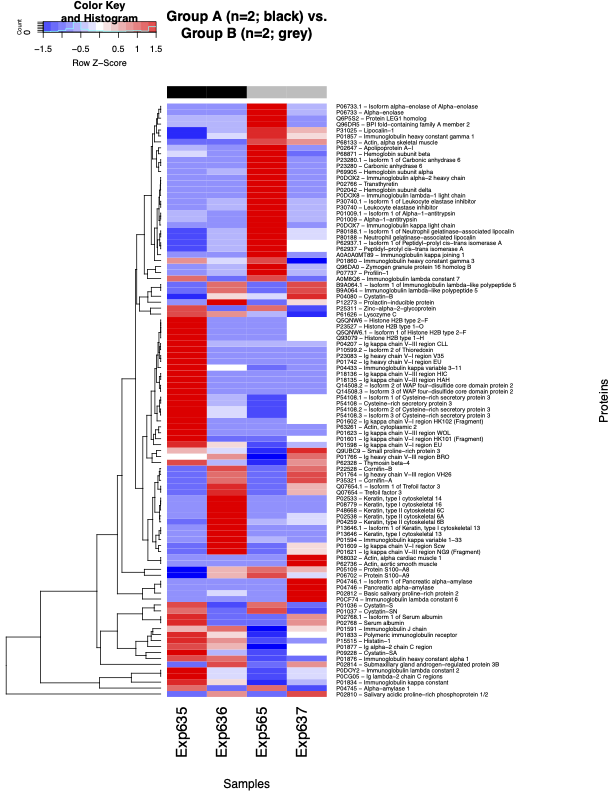 Color Key
and Histogram
Count
0
−1.5
−0.5
0.5
1
1.5
Row Z−Score
Group A (n=2; black) vs.
Group B (n=2; grey)
P06733.1 − Isoform alpha−enolase of Alpha−enolase
P06733 − Alpha−enolase
Q6P5S2 − Protein LEG1 homolog
Q96DR5 − BPI fold−containing family A member 2
P31025 − Lipocalin−1
P01857 − Immunoglobulin heavy constant gamma 1
P68133 − Actin, alpha skeletal muscle
P02647 − Apolipoprotein A−I
P68871 − Hemoglobin subunit beta
P23280.1 − Isoform 1 of Carbonic anhydrase 6
P23280 − Carbonic anhydrase 6
P69905 − Hemoglobin subunit alpha
P0DOX2 − Immunoglobulin alpha−2 heavy chain
P02766 − Transthyretin
P02042 − Hemoglobin subunit delta
P0DOX8 − Immunoglobulin lambda−1 light chain
P30740.1 − Isoform 1 of Leukocyte elastase inhibitor
P30740 − Leukocyte elastase inhibitor
P01009.1 − Isoform 1 of Alpha−1−antitrypsin
P01009 − Alpha−1−antitrypsin
P0DOX7 − Immunoglobulin kappa light chain
P80188.1 − Isoform 1 of Neutrophil gelatinase−associated lipocalin
P80188 − Neutrophil gelatinase−associated lipocalin
P62937.1 − Isoform 1 of Peptidyl−prolyl cis−trans isomerase A
P62937 − Peptidyl−prolyl cis−trans isomerase A
A0A0A0MT89 − Immunoglobulin kappa joining 1
P01860 − Immunoglobulin heavy constant gamma 3
Q96DA0 − Zymogen granule protein 16 homolog B
P07737 − Profilin−1
A0M8Q6 − Immunoglobulin lambda constant 7
B9A064.1 − Isoform 1 of Immunoglobulin lambda−like polypeptide 5
B9A064 − Immunoglobulin lambda−like polypeptide 5
P04080 − Cystatin−B
P12273 − Prolactin−inducible protein
P25311 − Zinc−alpha−2−glycoprotein
P61626 − Lysozyme C
Q5QNW6 − Histone H2B type 2−F
P23527 − Histone H2B type 1−O
Q5QNW6.1 − Isoform 1 of Histone H2B type 2−F
Q93079 − Histone H2B type 1−H
P04207 − Ig kappa chain V−III region CLL
P10599.2 − Isoform 2 of Thioredoxin
P23083 − Ig heavy chain V−I region V35
P01742 − Ig heavy chain V−I region EU
P04433 − Immunoglobulin kappa variable 3−11
P18136 − Ig kappa chain V−III region HIC
P18135 − Ig kappa chain V−III region HAH
Q14508.2 − Isoform 2 of WAP four−disulfide core domain protein 2
Q14508.3 − Isoform 3 of WAP four−disulfide core domain protein 2
P54108.1 − Isoform 1 of Cysteine−rich secretory protein 3
P54108 − Cysteine−rich secretory protein 3
P54108.2 − Isoform 2 of Cysteine−rich secretory protein 3
P54108.3 − Isoform 3 of Cysteine−rich secretory protein 3
P01602 − Ig kappa chain V−I region HK102 (Fragment)
P63261 − Actin, cytoplasmic 2
P01623 − Ig kappa chain V−III region WOL
P01601 − Ig kappa chain V−I region HK101 (Fragment)
P01598 − Ig kappa chain V−I region EU
Q9UBC9 − Small proline−rich protein 3
P01766 − Ig heavy chain V−III region BRO
P62328 − Thymosin beta−4
P22528 − Cornifin−B
P01764 − Ig heavy chain V−III region VH26
P35321 − Cornifin−A
Q07654.1 − Isoform 1 of Trefoil factor 3
Q07654 − Trefoil factor 3
P02533 − Keratin, type I cytoskeletal 14
P08779 − Keratin, type I cytoskeletal 16
P48668 − Keratin, type II cytoskeletal 6C
P02538 − Keratin, type II cytoskeletal 6A
P04259 − Keratin, type II cytoskeletal 6B
P13646.1 − Isoform 1 of Keratin, type I cytoskeletal 13
P13646 − Keratin, type I cytoskeletal 13
P01594 − Immunoglobulin kappa variable 1−33
P01609 − Ig kappa chain V−I region Scw
P01621 − Ig kappa chain V−III region NG9 (Fragment)
P68032 − Actin, alpha cardiac muscle 1
P62736 − Actin, aortic smooth muscle
P05109 − Protein S100−A8
P06702 − Protein S100−A9
P04746.1 − Isoform 1 of Pancreatic alpha−amylase
P04746 − Pancreatic alpha−amylase
P02812 − Basic salivary proline−rich protein 2
P0CF74 − Immunoglobulin lambda constant 6
P01036 − Cystatin−S
P01037 − Cystatin−SN
P02768.1 − Isoform 1 of Serum albumin
P02768 − Serum albumin
P01591 − Immunoglobulin J chain
P01833 − Polymeric immunoglobulin receptor
P15515 − Histatin−1
P01877 − Ig alpha−2 chain C region
P09228 − Cystatin−SA
P01876 − Immunoglobulin heavy constant alpha 1
P02814 − Submaxillary gland androgen−regulated protein 3B
P0DOY2 − Immunoglobulin lambda constant 2
P0CG05 − Ig lambda−2 chain C regions
P01834 − Immunoglobulin kappa constant
P04745 − Alpha−amylase 1
P02810 − Salivary acidic proline−rich phosphoprotein 1/2
Proteins
Exp635
Exp636
Exp565
Exp637
Samples